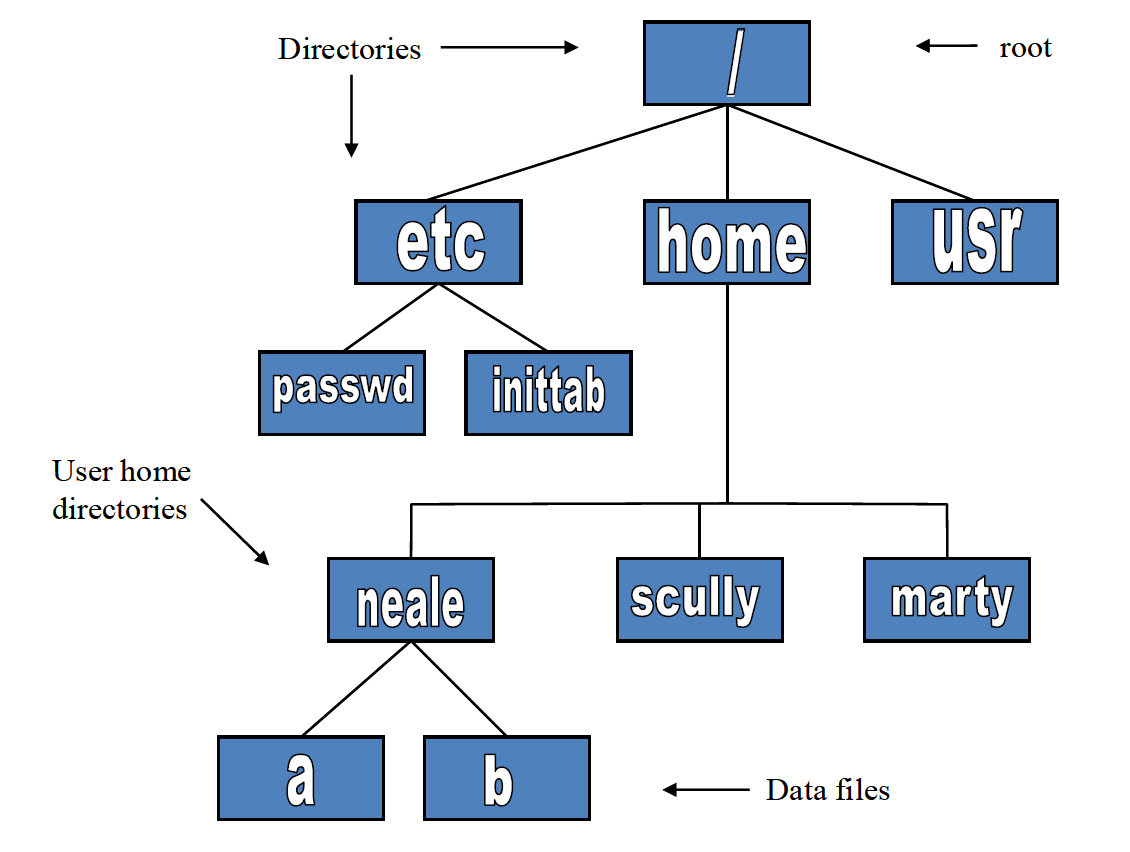 Directories
/
root
etc
home
usr
passwd
inittab
User home
directories
neale
scully
marty
a
b
Data files